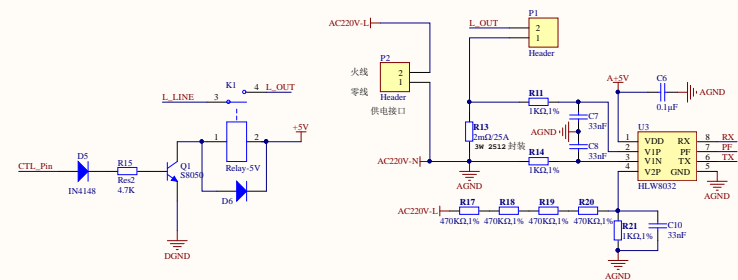 P1
AC220V-L
L_OUT
2
1
Header
P2
火线
2
零线
1
Header
供电接口
K1
4
L_OUT
L_LINE
3
A+5V
C6
AGND
0.1μF
R11
1KΩ,1%
C7
33nF
AGND
R13
2mΩ/25A
3W 2512 封装
C8
33nF
R14
1KΩ,1%
AC220V-N
AGND
U3
1
VDD
RX
8
RX
2
V1P
PF
7
PF
3
V1N
TX
6
TX
4
V2P
GND
5
HLW8032
AGND
+5V
1
2
Relay-5V
Q1
S8050
CTL_Pin
D5
IN4148
R15
Res2
4.7K
D6
DGND
AC220V-L
R17
470KΩ,1%
R18
470KΩ,1%
R19
470KΩ,1%
R20
470KΩ,1%
R21
1KΩ,1%
C10
33nF
AGND